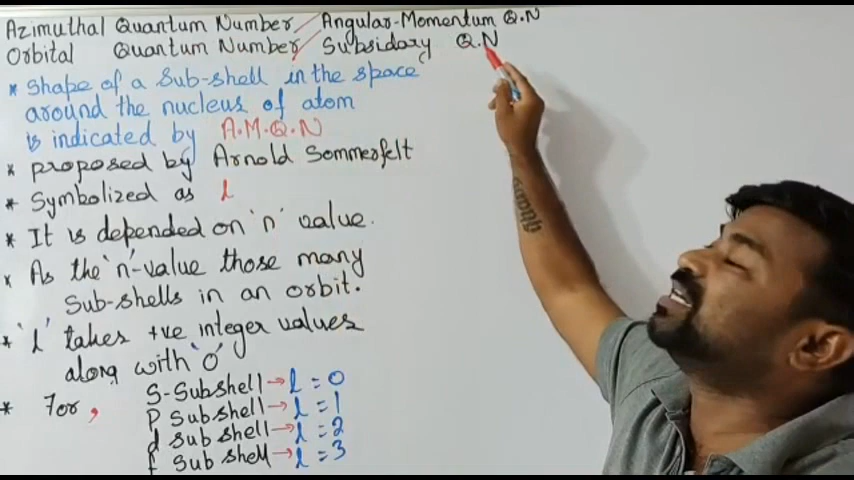 Azimuthal Quantum Number / Angular-Momentum Q.N
Orbital Quantum Number / Subsidary Q.N
* Shape of a Sub-shell in the space
around the nucleus of atom
is indicated by A.M.Q.N
* proposed by Arnold Sommerfelt
* Symbolized as l
* It is depended on 'n' value.
* As the 'n'-value those many
Sub-shells in an orbit.
* 'l' takes +ve integer values
along with '0'
* For, S-Subshell → l = 0
P Subshell → l = 1
d sub shell → l = 2
f Sub shell → l = 3